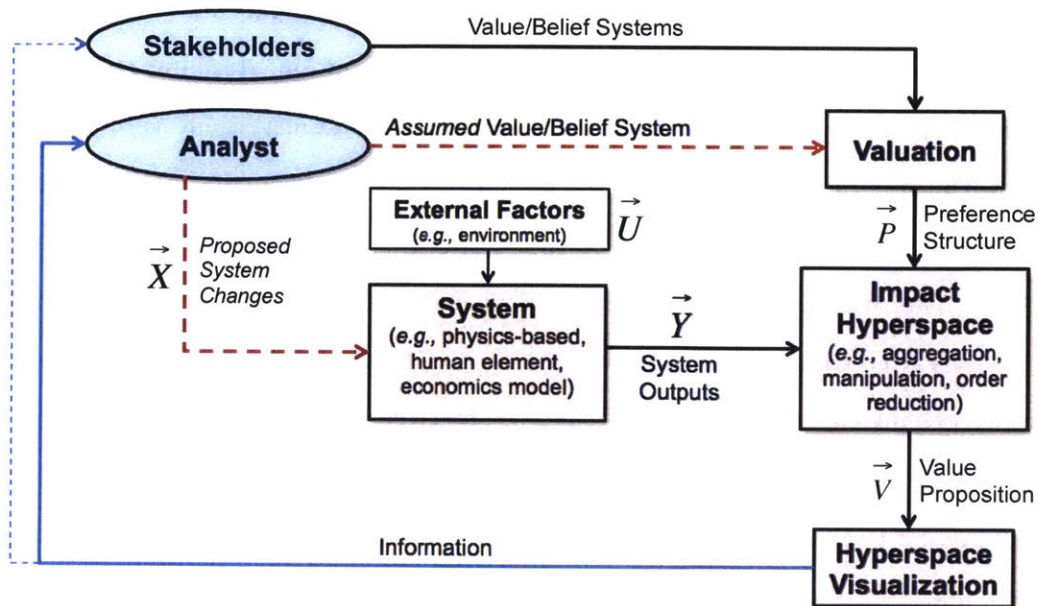 Value/Belief Systems
Stakeholders
Assumed Value/Belief System
Analyst
Valuation
External Factors
(e.g., environment)
U
P
Preference
Structure
X
Proposed
System
Changes
System
(e.g., physics-based,
human element,
economics model)
Y
System
Outputs
Impact
Hyperspace
(e.g., aggregation,
manipulation, order
reduction)
V
Value
Proposition
Information
Hyperspace
Visualization